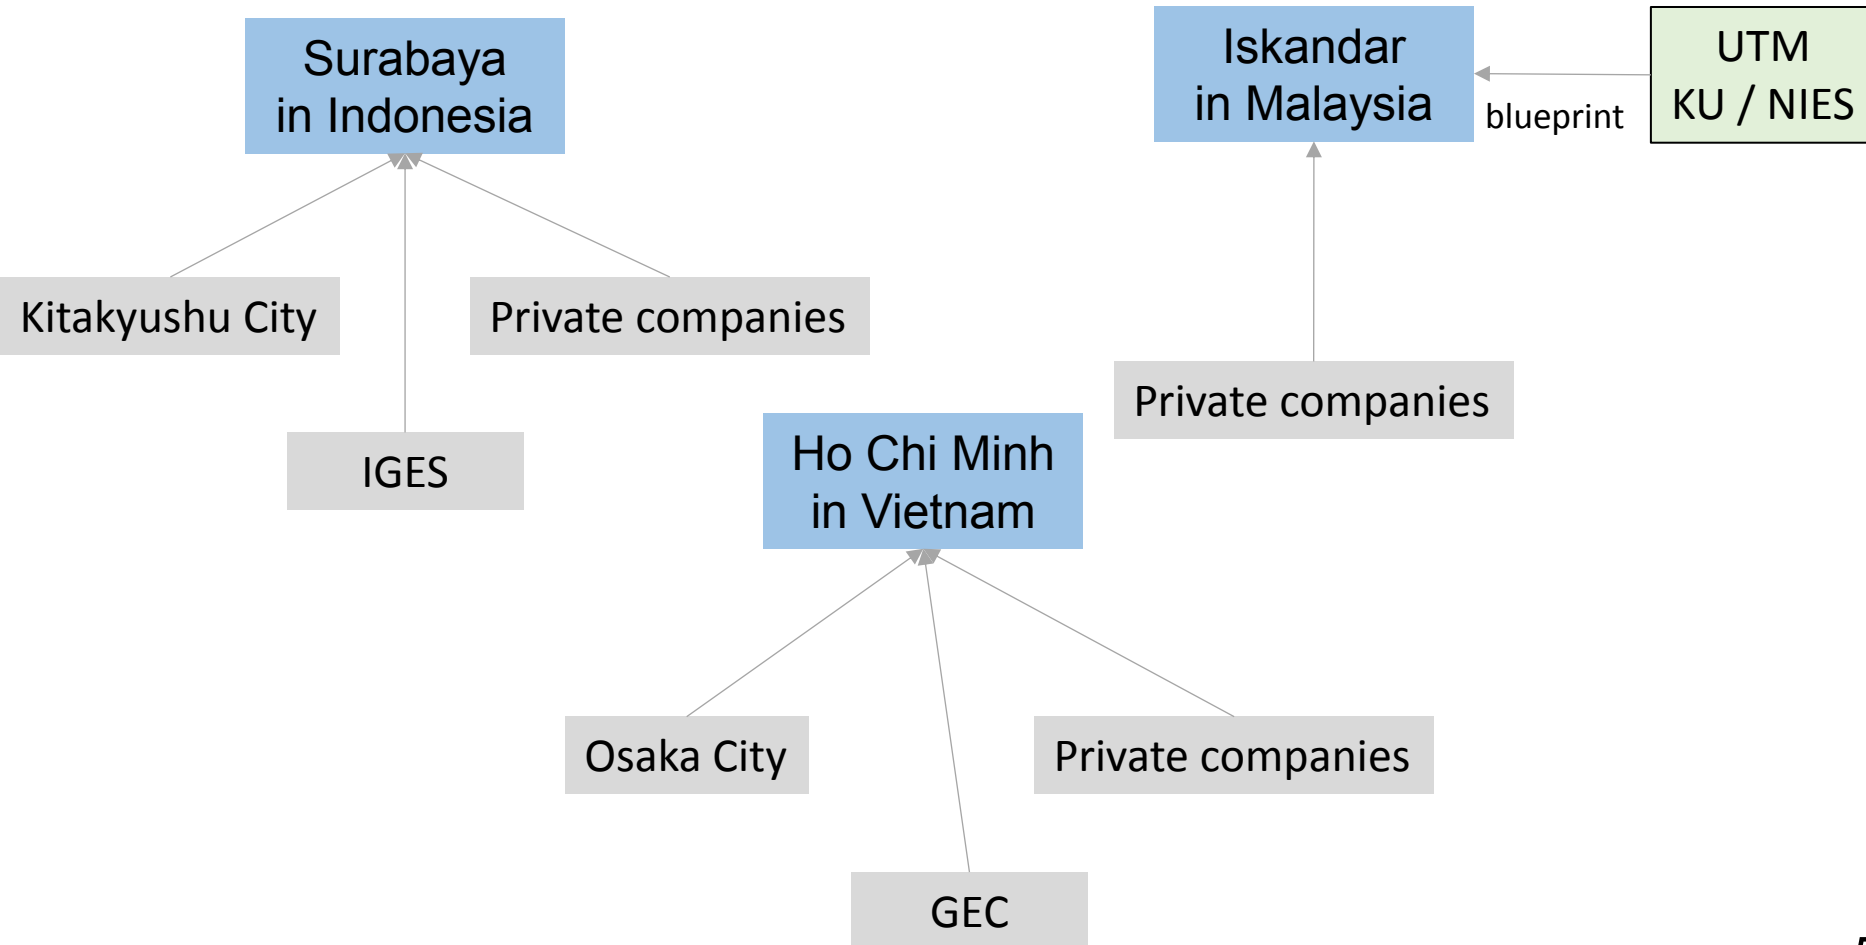 Surabaya
in Indonesia
Iskandar
in Malaysia
blueprint
UTM
KU / NIES
Kitakyushu City
Private companies
IGES
Private companies
Ho Chi Minh
in Vietnam
Osaka City
Private companies
GEC